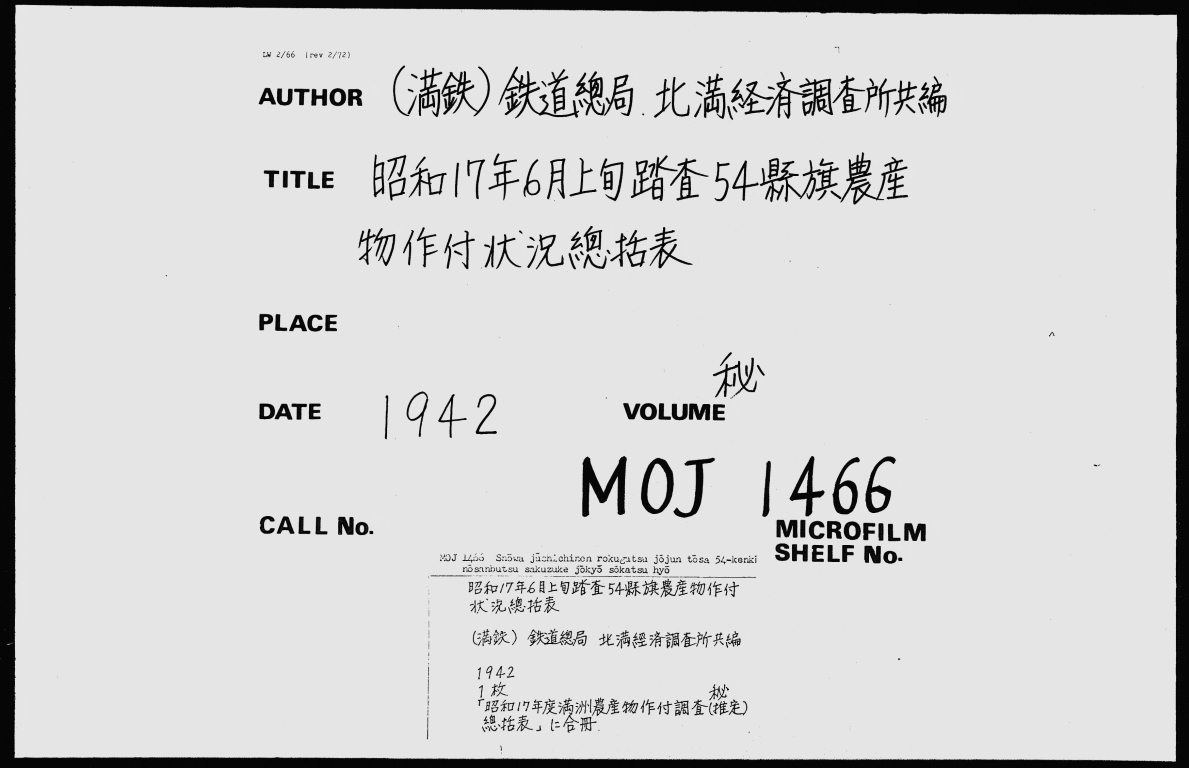 LW 2/66 (rev 2/72)
AUTHOR (満鉄) 鉄道總局 北満経済調査所共編
TITLE 昭和17年6月上旬踏査54縣旗農産
物作付状況總括表
PLACE
秘
DATE 1942 VOLUME
MOJ 1466
CALL No. MICROFILM
SHELF No.
MOJ 1466 Shōwa jūshichinen rokugatsu jōjun tōsa 54-kenki
nōsanbutsu sakuzuke jōkyō sōkatsu hyō
昭和17年6月上旬踏査54縣旗農産物作付
状況總括表
(満鉄) 鉄道總局 北満經済調査所共編
1942
1枚 秘
「昭和17年度満洲農産物作付調査(推定)
總括表」に合冊.